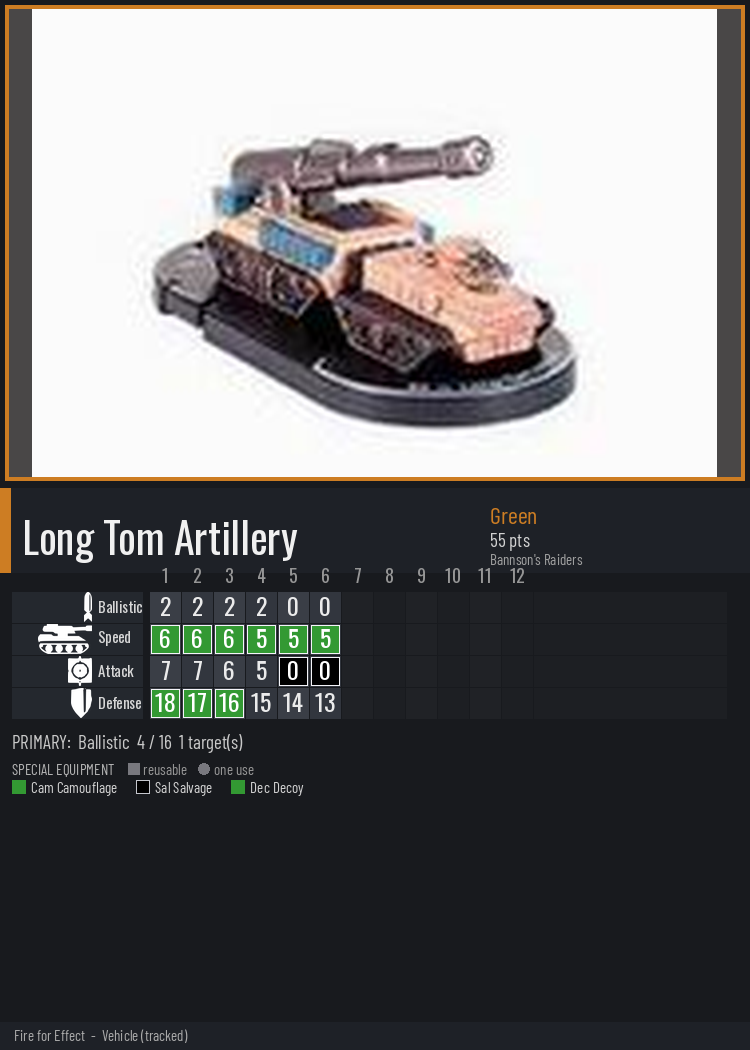 Long Tom Artillery
Green
55 pts
Bannson's Raiders
1 2 3 4 5 6 7 8 9 10 11 12
Ballistic 2 2 2 2 0 0
Speed 6 6 6 5 5 5
Attack 7 7 6 5 0 0
Defense 18 17 16 15 14 13
PRIMARY: Ballistic 4 / 16 1 target(s)
SPECIAL EQUIPMENT reusable one use
Cam Camouflage Sal Salvage Dec Decoy
Fire for Effect - Vehicle (tracked)